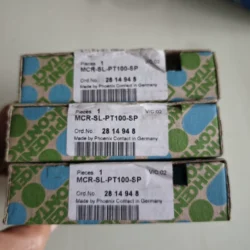 Pieces 1
MCR-SL-PT100-SP
Ord.No.: 28 14 94 8
Made by Phoenix Contact in Germany
Pieces 1 V/C:02
MCR-SL-PT100-SP
Ord.No.: 28 14 94 8
Made by Phoenix Contact in Germany
Pieces 1 V/C:02
MCR-SL-PT100-SP
Ord.No.: 28 14 94 8
Made by Phoenix Contact in Germany